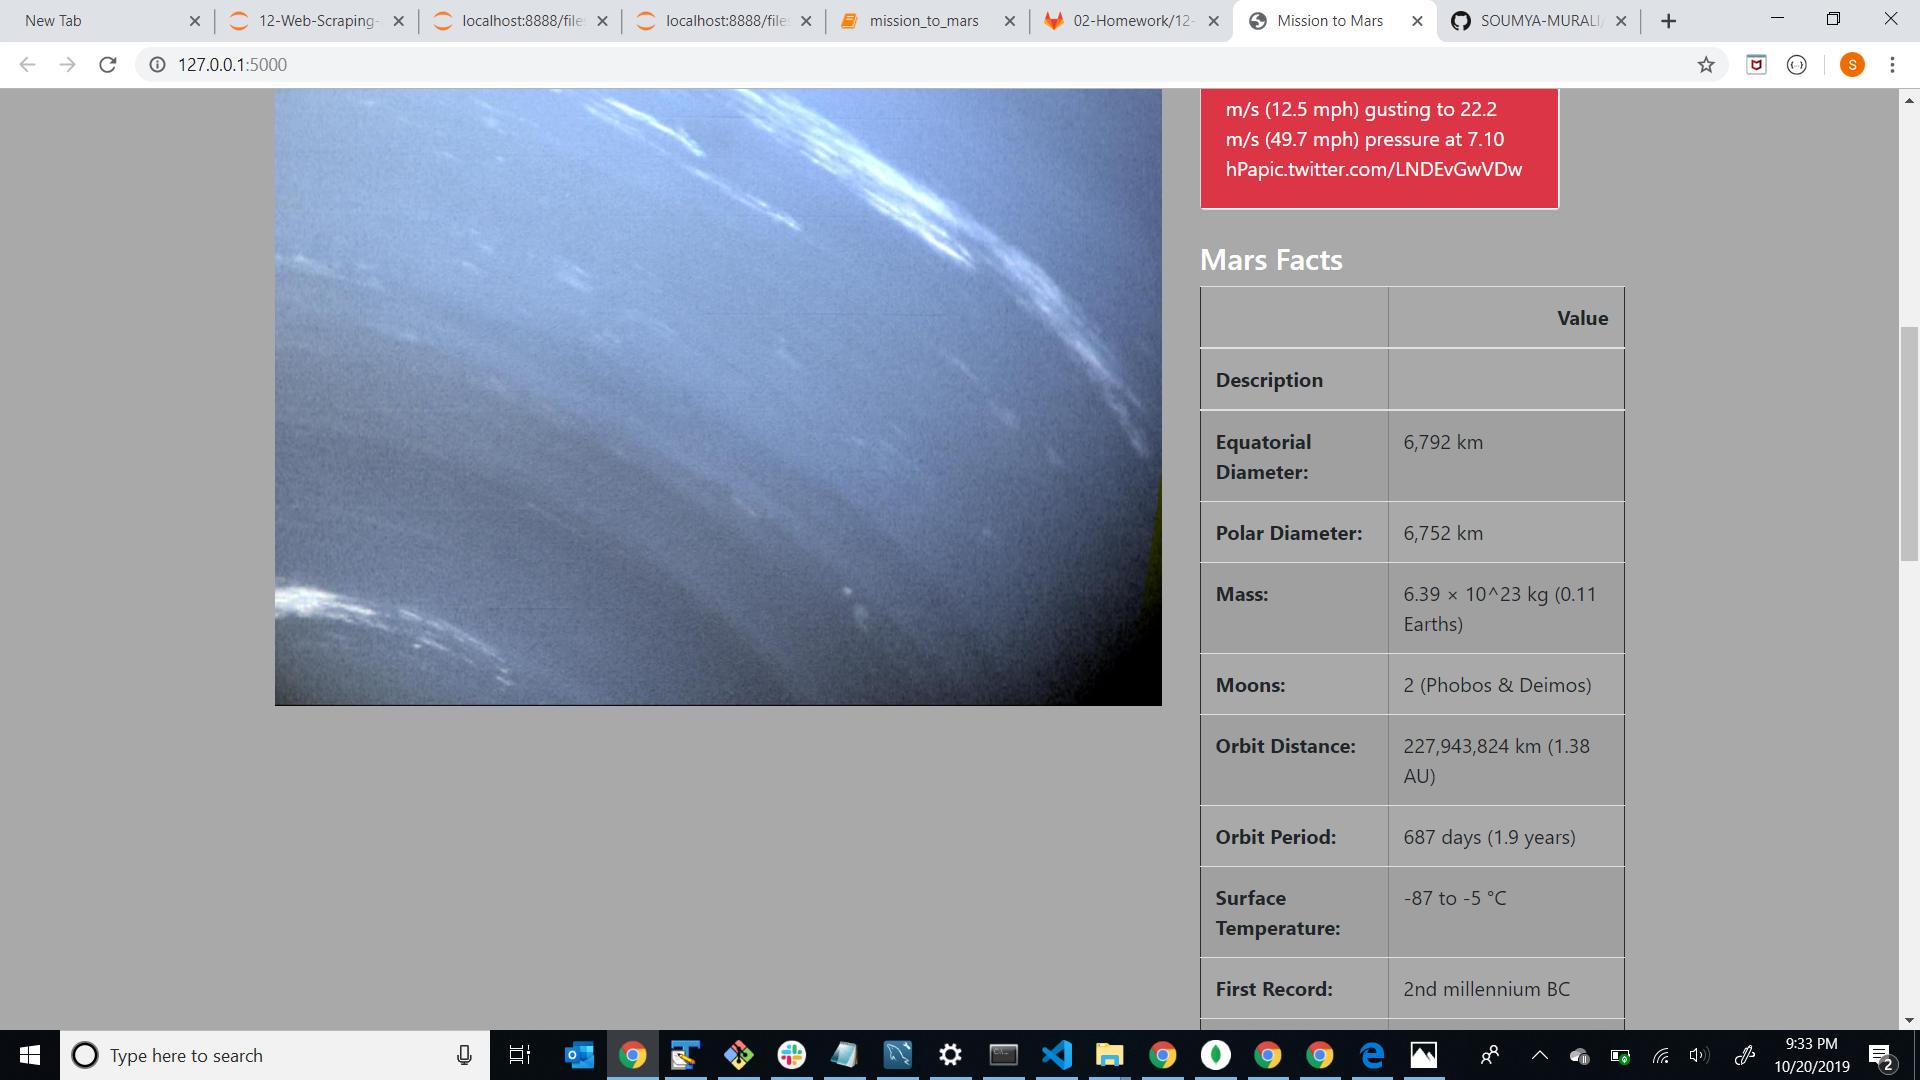 New Tab
12-Web-Scraping-
localhost:8888/file
localhost:8888/file
mission_to_mars
02-Homework/12-
Mission to Mars
SOUMYA-MURALI/
127.0.0.1:5000
S
m/s (12.5 mph) gusting to 22.2
m/s (49.7 mph) pressure at 7.10
hPapic.twitter.com/LNDEvGwVDw
Mars Facts
Value
Description
Equatorial
Diameter:
6,792 km
Polar Diameter:
6,752 km
Mass:
6.39 × 10^23 kg (0.11
Earths)
Moons:
2 (Phobos & Deimos)
Orbit Distance:
227,943,824 km (1.38
AU)
Orbit Period:
687 days (1.9 years)
Surface
Temperature:
-87 to -5 °C
First Record:
2nd millennium BC
Type here to search
9:33 PM
10/20/2019
2